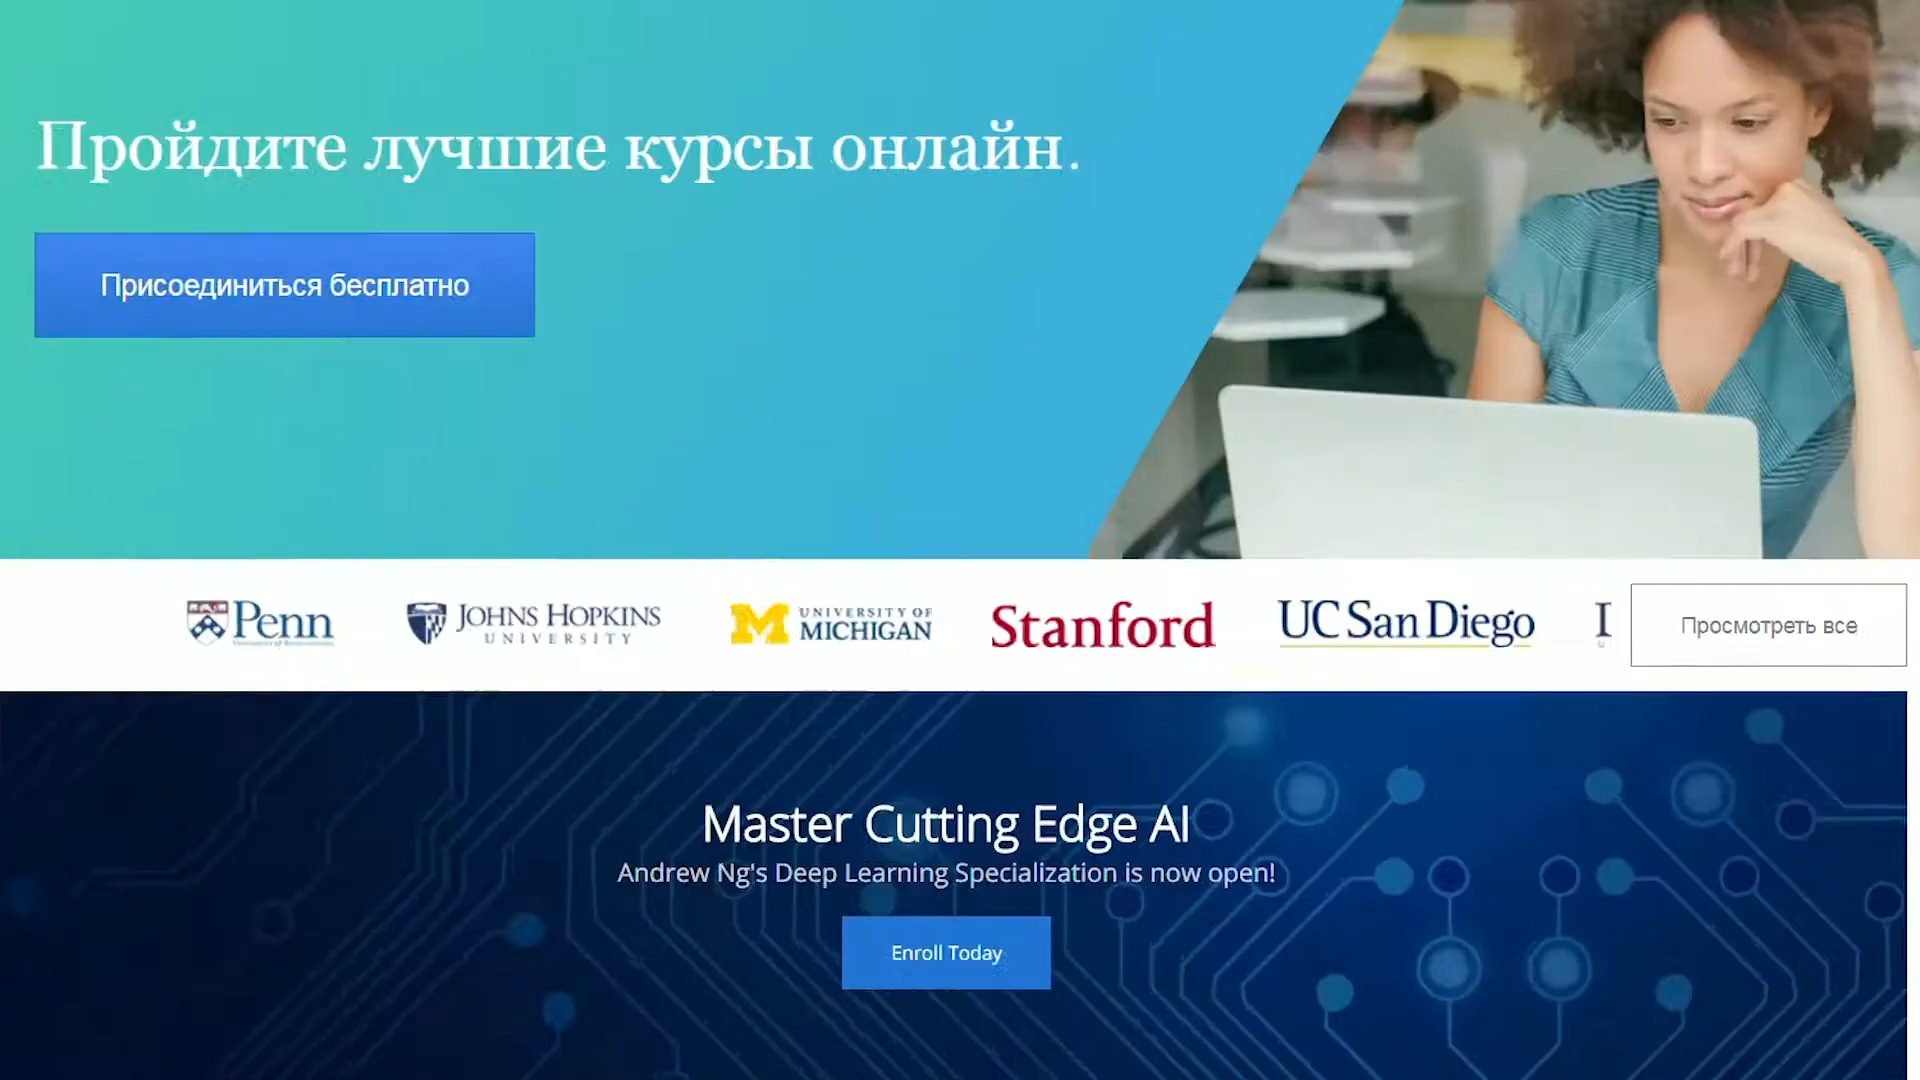 Пройдите лучшие курсы онлайн.
Присоединиться бесплатно
Penn
JOHNS HOPKINS
UNIVERSITY
UNIVERSITY OF
MICHIGAN
Stanford
UC San Diego
I
Просмотреть все
Master Cutting Edge AI
Andrew Ng's Deep Learning Specialization is now open!
Enroll Today